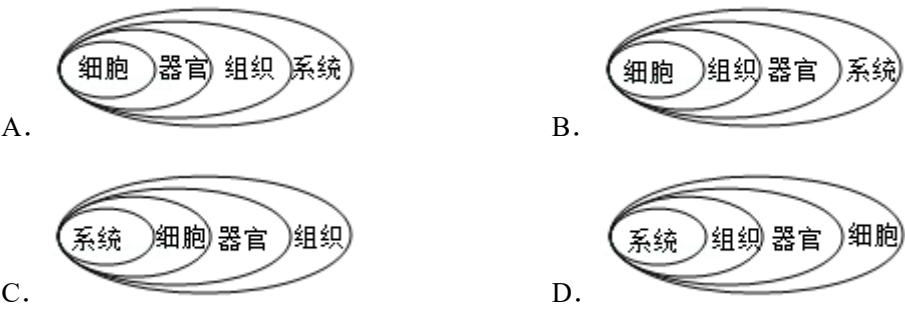 细胞 器官 组织 系统
A．
细胞 组织 器官 系统
B．
系统 细胞 器官 组织
C．
系统 组织 器官 细胞
D．